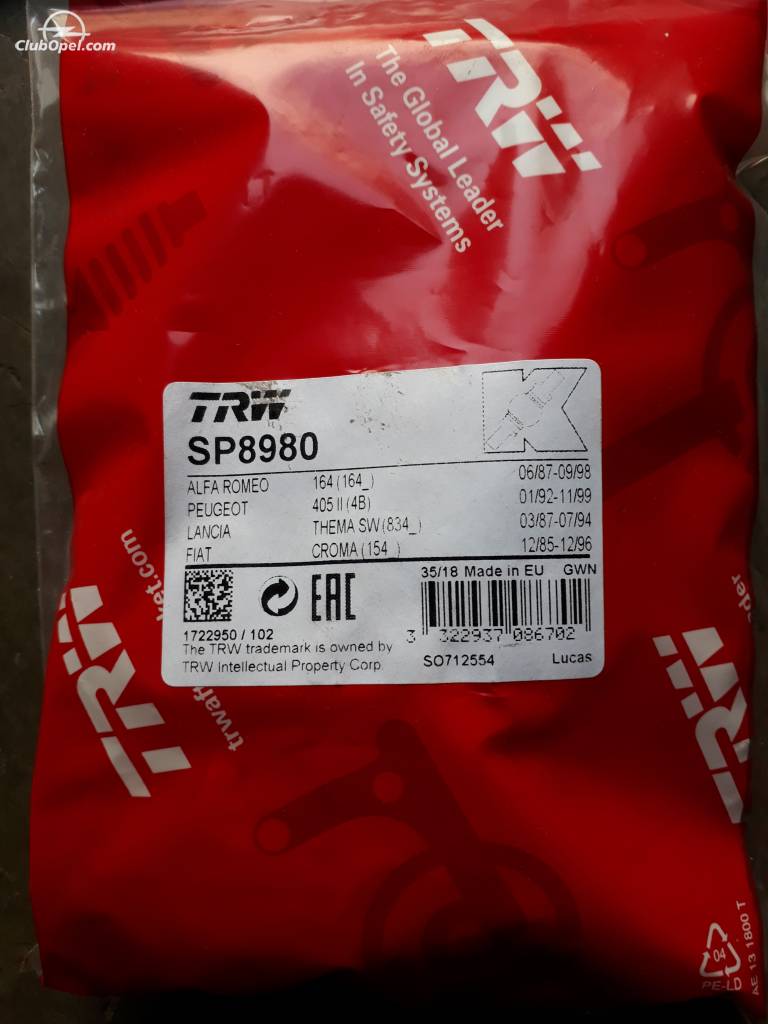 ClubOpel.com
TRW
The Global Leader
In Safety Systems
TRW
K
SP8980
ALFA ROMEO 164 (164_) 06/87-09/98
PEUGEOT 405 II (4B) 01/92-11/99
LANCIA THEMA SW (834_) 03/87-07/94
FIAT CROMA (154_) 12/85-12/96
35/18 Made in EU GWN
EAC
1722950 / 102
3 322937 086702
The TRW trademark is owned by
TRW Intellectual Property Corp.
SO712554 Lucas
TRW
trwaft
ket.com
TRW
eader
04
PE-LD
AE 13 1800 T